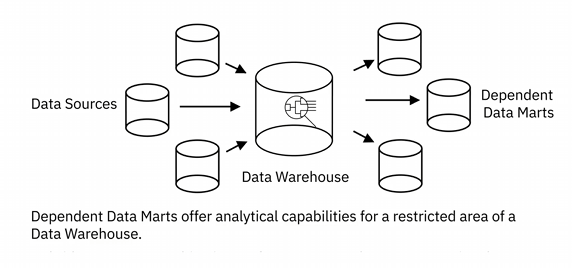 Data Sources
Dependent
Data Marts
Data Warehouse
Dependent Data Marts offer analytical capabilities for a restricted area of a
Data Warehouse.